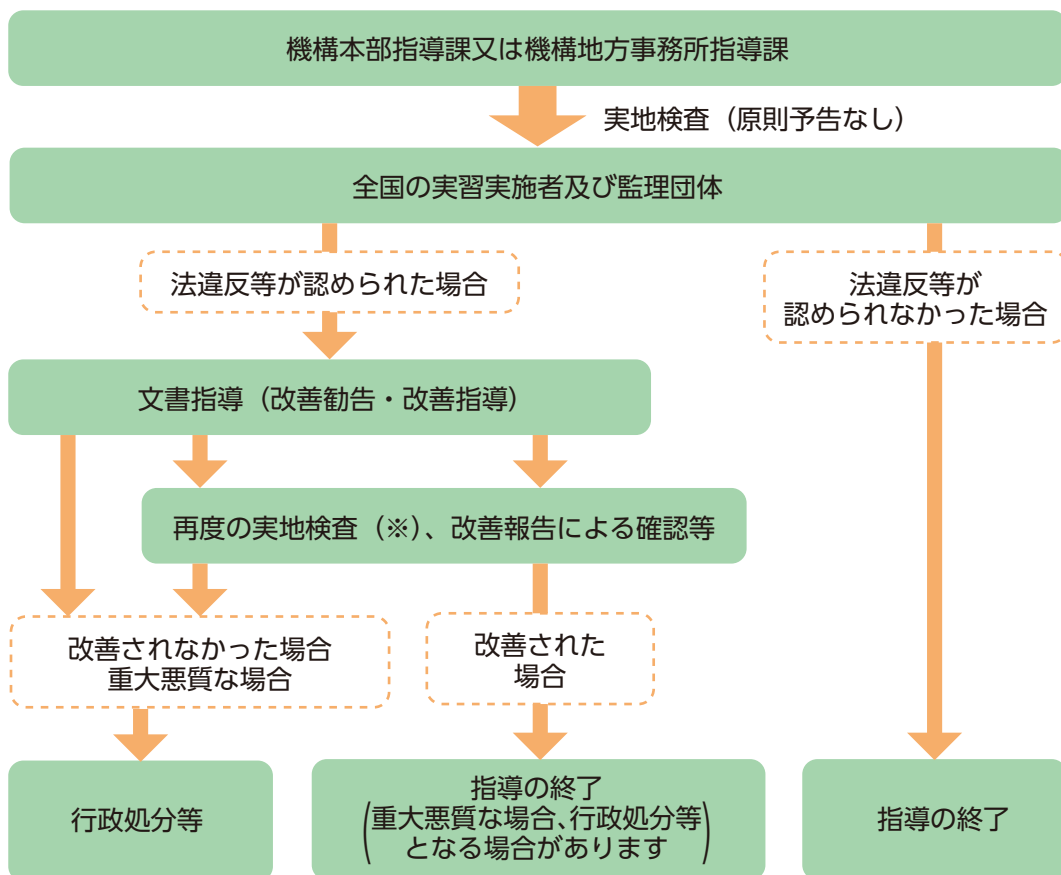 機構本部指導課又は機構地方事務所指導課
実地検査（原則予告なし）
全国の実習実施者及び監理団体
法違反等が認められた場合
法違反等が
認められなかった場合
文書指導（改善勧告・改善指導）
再度の実地検査（※）、改善報告による確認等
改善されなかった場合
重大悪質な場合
改善された
場合
行政処分等
指導の終了
（重大悪質な場合、行政処分等
となる場合があります）
指導の終了